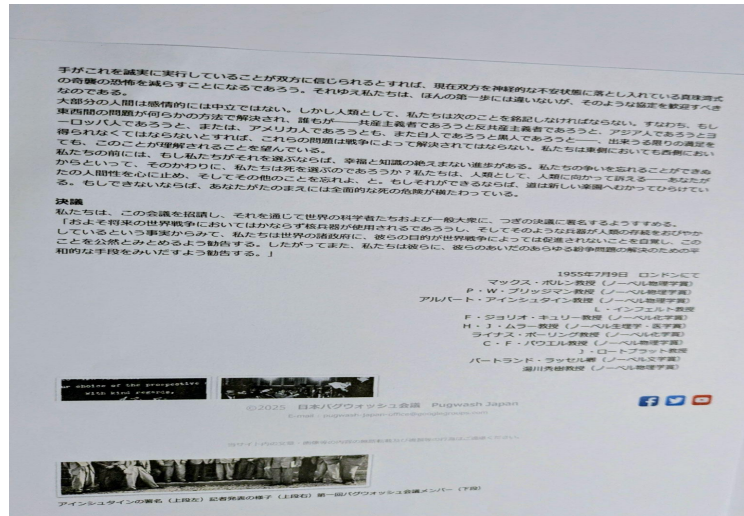 手がこれを誠実に実行していることが双方に信じられるとすれば、現在双方を神経的な不安状態に落とし入れている真珠湾式
の奇襲の恐怖を減らすことになるであろう。それゆえ私たちは、ほんの第一歩には違いないが、そのような協定を歓迎すべき
なのである。
大部分の人間は感情的には中立ではない。しかし人類として、私たちは次のことを銘記しなければならない。すなわち、もし
東西間の問題が何らかの方法で解決され、誰もが――共産主義者であろうと反共産主義者であろうと、アジア人であろうとヨ
ーロッパ人であろうと、または、アメリカ人であろうとも、また白人であろうと黒人であろうと――、出来うる限りの満足を
得られなくてはならないとすれば、これらの問題は戦争によって解決されてはならない。私たちは東側においても西側におい
ても、このことが理解されることを望んでいる。
私たちの前には、もし私たちがそれを選ぶならば、幸福と知識の絶えまない進歩がある。私たちの争いを忘れることができぬ
からといって、そのかわりに、私たちは死を選ぶのであろうか?私たちは、人類として、人類に向かって訴える――あなたが
たの人間性を心に止め、そしてその他のことを忘れよ、と。もしそれができるならば、道は新しい楽園へむかってひらけてい
る。もしできないならば、あなたがたのまえには全面的な死の危険が横たわっている。
決議
私たちは、この会議を招請し、それを通じて世界の科学者たちおよび一般大衆に、つぎの決議に署名するようすすめる。
「およそ将来の世界戦争においてはかならず核兵器が使用されるであろうし、そしてそのような兵器が人類の存続をおびやか
しているという事実からみて、私たちは世界の諸政府に、彼らの目的が世界戦争によっては促進されないことを自覚し、この
ことを公然とみとめるよう勧告する。したがってまた、私たちは彼らに、彼らのあいだのあらゆる紛争問題の解決のための平
和的な手段をみいだすよう勧告する。」
1955年7月9日 ロンドンにて
マックス・ボルン教授（ノーベル物理学賞）
P・W・ブリッジマン教授（ノーベル物理学賞）
アルバート・アインシュタイン教授（ノーベル物理学賞）
L・インフェルト教授
F・ジョリオ・キュリー教授（ノーベル化学賞）
H・J・ムラー教授（ノーベル生理学・医学賞）
ライナス・ポーリング教授（ノーベル化学賞）
C・F・パウエル教授（ノーベル物理学賞）
J・ロートブラット教授
バートランド・ラッセル卿（ノーベル文学賞）
湯川秀樹教授（ノーベル物理学賞）
choice of the prospective
with kind regards,
©2025 日本パグウォッシュ会議 Pugwash Japan
アインシュタインの署名（上段左）記者発表の様子（上段右）第一回パグウォッシュ会議メンバー（下段）